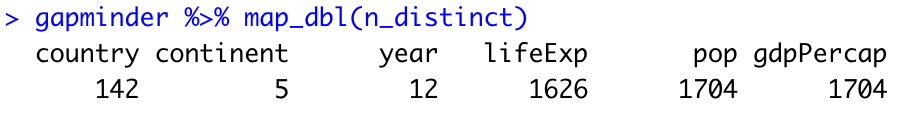 > gapminder %>% map_dbl(n_distinct)
country continent year lifeExp pop gdpPercap
142 5 12 1626 1704 1704